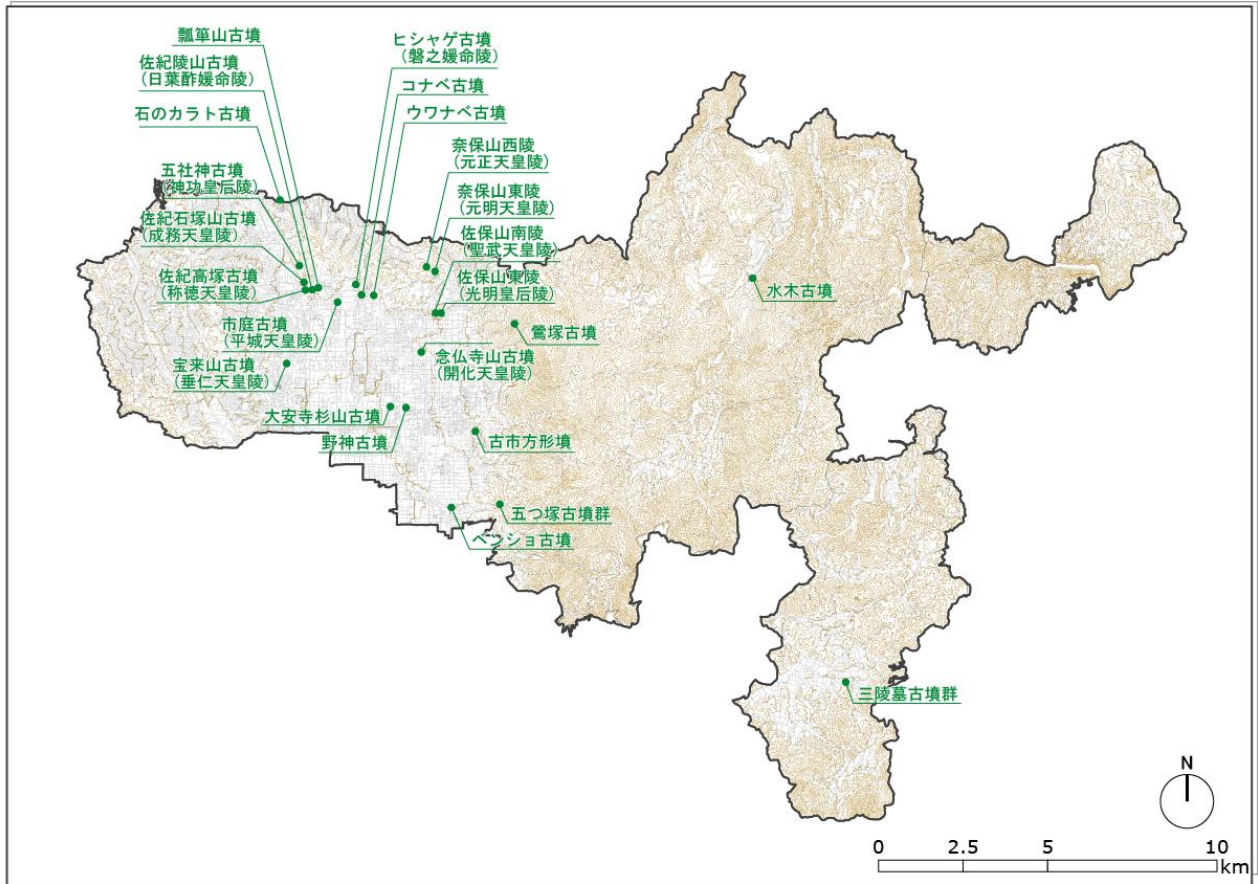 瓢箪山古墳
佐紀陵山古墳
(日葉酢媛命陵)
石のカラト古墳
五社神古墳
(神功皇后陵)
佐紀石塚山古墳
(成務天皇陵)
佐紀高塚古墳
(称徳天皇陵)
市庭古墳
(平城天皇陵)
宝来山古墳
(垂仁天皇陵)
大安寺杉山古墳
野神古墳
ヒシャゲ古墳
(磐之媛命陵)
コナベ古墳
ウワナベ古墳
奈保山西陵
(元正天皇陵)
奈保山東陵
(元明天皇陵)
佐保山南陵
(聖武天皇陵)
佐保山東陵
(光明皇后陵)
鶯塚古墳
念仏寺山古墳
(開化天皇陵)
古市方形墳
五つ塚古墳群
ベンショ古墳
水木古墳
三陵墓古墳群
N
0 2.5 5 10
km